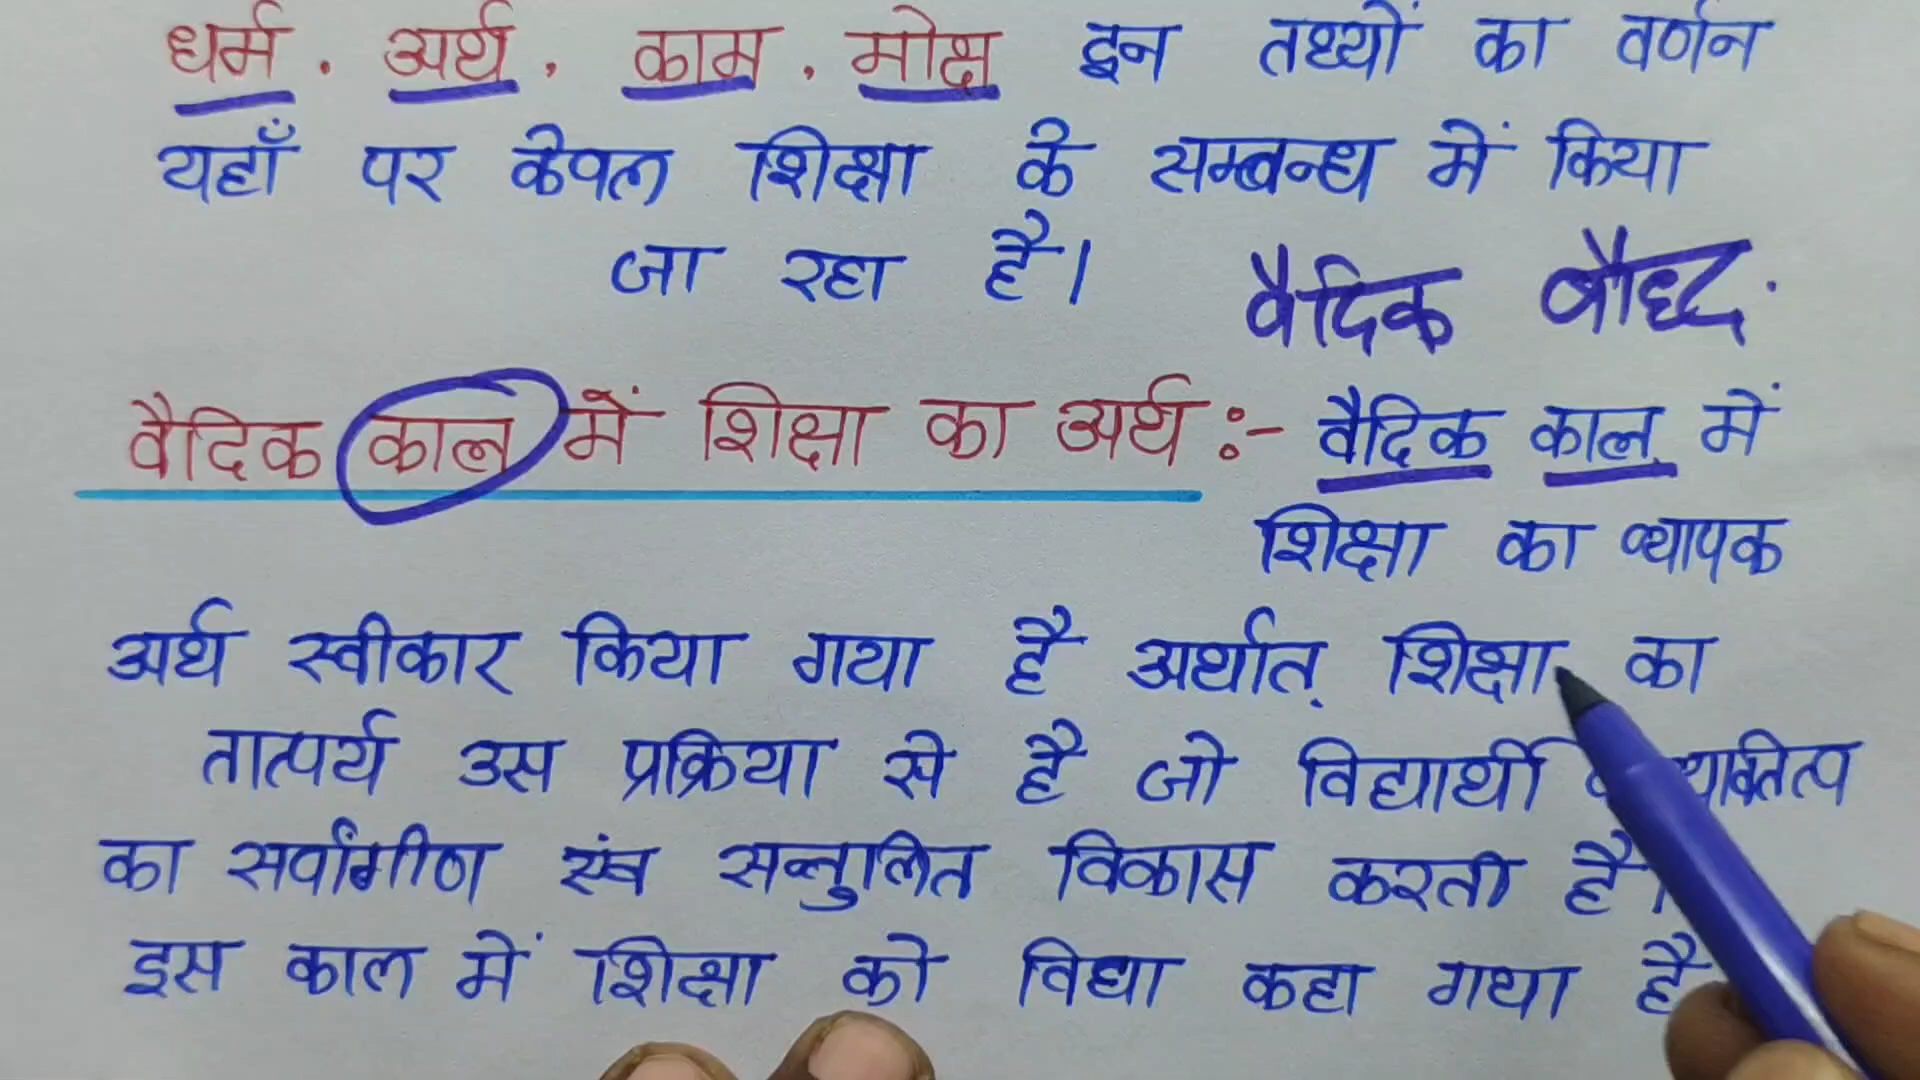 धर्म . अर्थ . काम . मोक्ष इन तथ्यों का वर्णन
यहाँ पर केवल शिक्षा के सम्बन्ध में किया
जा रहा है।
वैदिक बौद्ध
वैदिक काल में शिक्षा का अर्थ :- वैदिक काल में
शिक्षा का व्यापक
अर्थ स्वीकार किया गया है अर्थात् शिक्षा का
तात्पर्य उस प्रक्रिया से है जो विद्यार्थी
का सर्वांगीण एंव सन्तुलित विकास करती है।
इस काल में शिक्षा को विधा कहा गया है